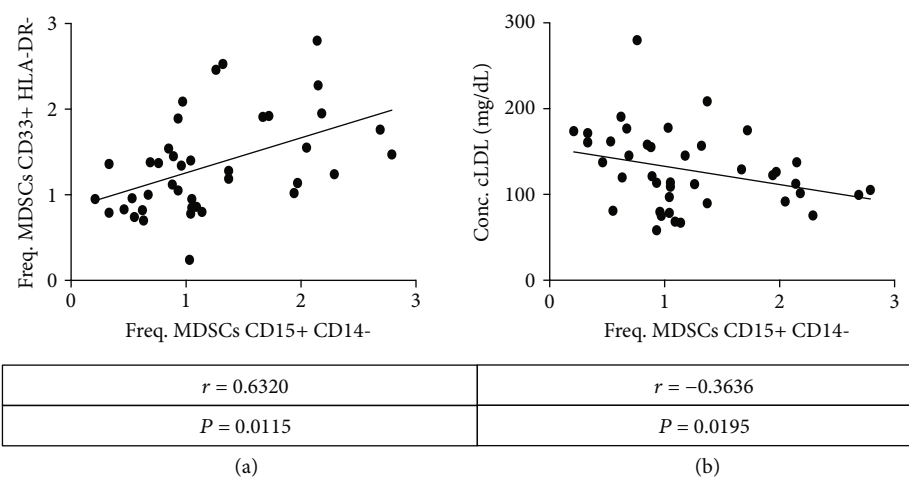 3
2
1
0
0
1
2
3
Freq. MDSCs CD33+ HLA-DR-
Freq. MDSCs CD15+ CD14-
300
200
100
0
0
1
2
3
Conc. cLDL (mg/dL)
Freq. MDSCs CD15+ CD14-
r = 0.6320
r = −0.3636
P = 0.0115
P = 0.0195
(a)
(b)